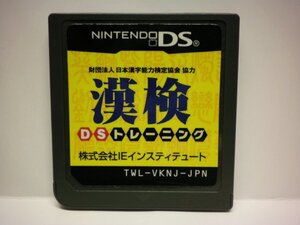 NINTENDO DS®
財団法人 日本漢字能力検定協会 協力
漢検
DSトレーニング
株式会社IEインスティテュート
TWL-VKNJ-JPN